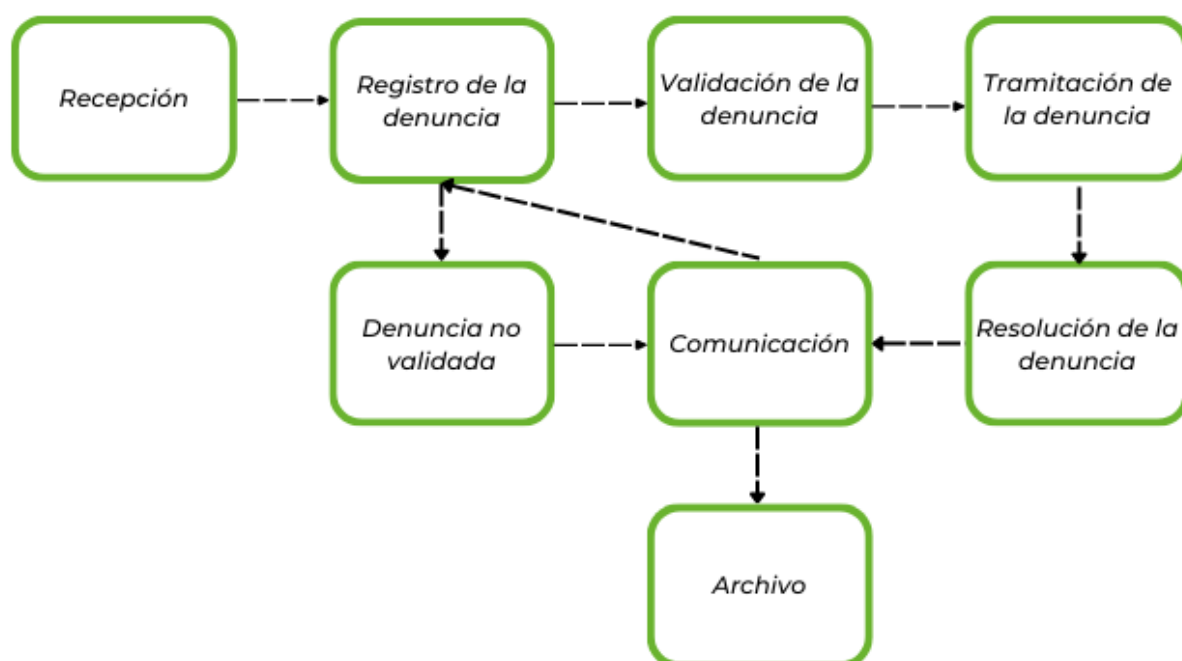 Recepción
Registro de la
denuncia
Validación de la
denuncia
Tramitación de
la denuncia
Denuncia no
validada
Comunicación
Resolución de la
denuncia
Archivo